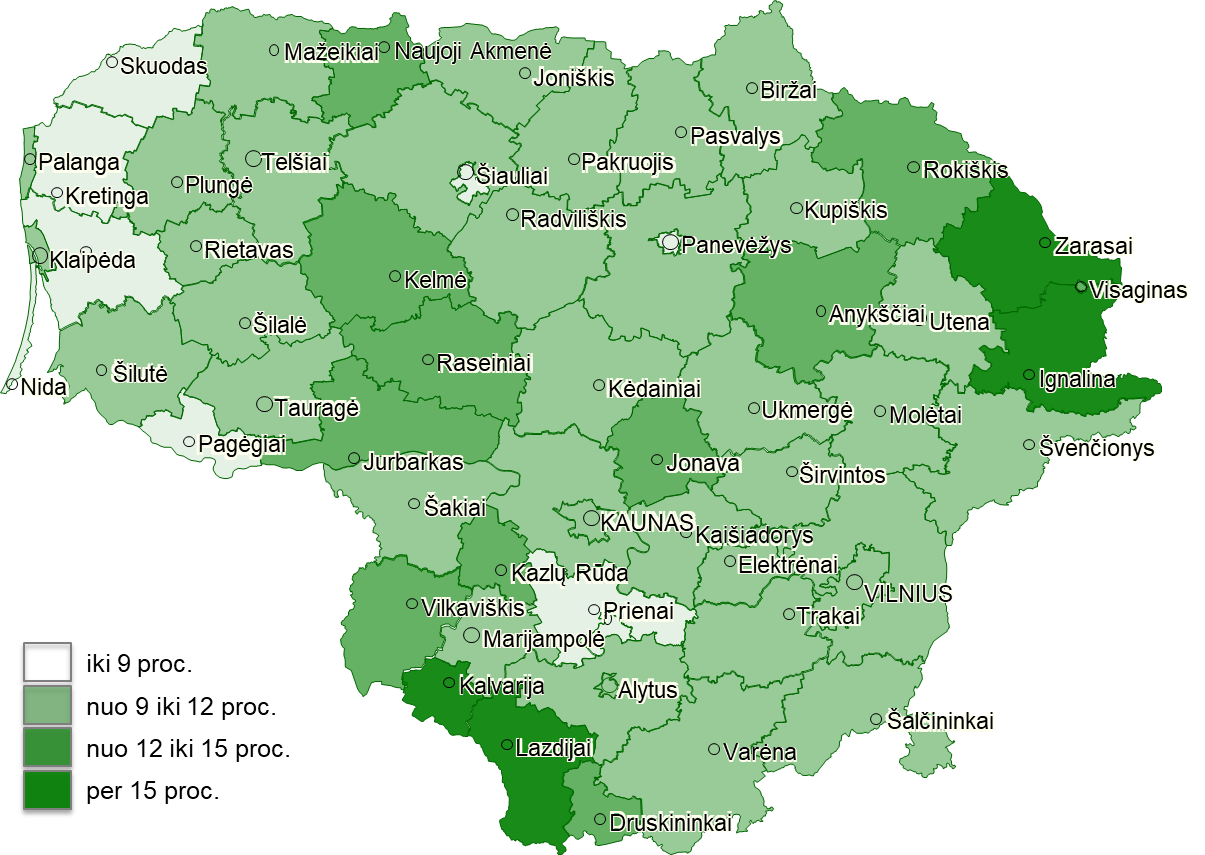 Mažeikiai
Naujoji Akmenė
Skuodas
Joniškis
Biržai
Pasvalys
Palanga
Telšiai
Pakruojis
Rokiškis
Plungė
Šiauliai
Kretinga
Radviliškis
Kupiškis
Klaipėda
Rietavas
Panevėžys
Zarasai
Kelmė
Visaginas
Šilalė
Anykščiai
Utena
Nida
Šilutė
Raseiniai
Kėdainiai
Ignalina
Tauragė
Ukmergė
Molėtai
Pagėgiai
Jurbarkas
Jonava
Širvintos
Švenčionys
Šakiai
KAUNAS
Kaišiadorys
Kazlų Rūda
Elektrėnai
VILNIUS
Vilkaviškis
Prienai
Trakai
Marijampolė
Kalvarija
Alytus
Šalčininkai
Lazdijai
Varėna
Druskininkai
iki 9 proc.
nuo 9 iki 12 proc.
nuo 12 iki 15 proc.
per 15 proc.